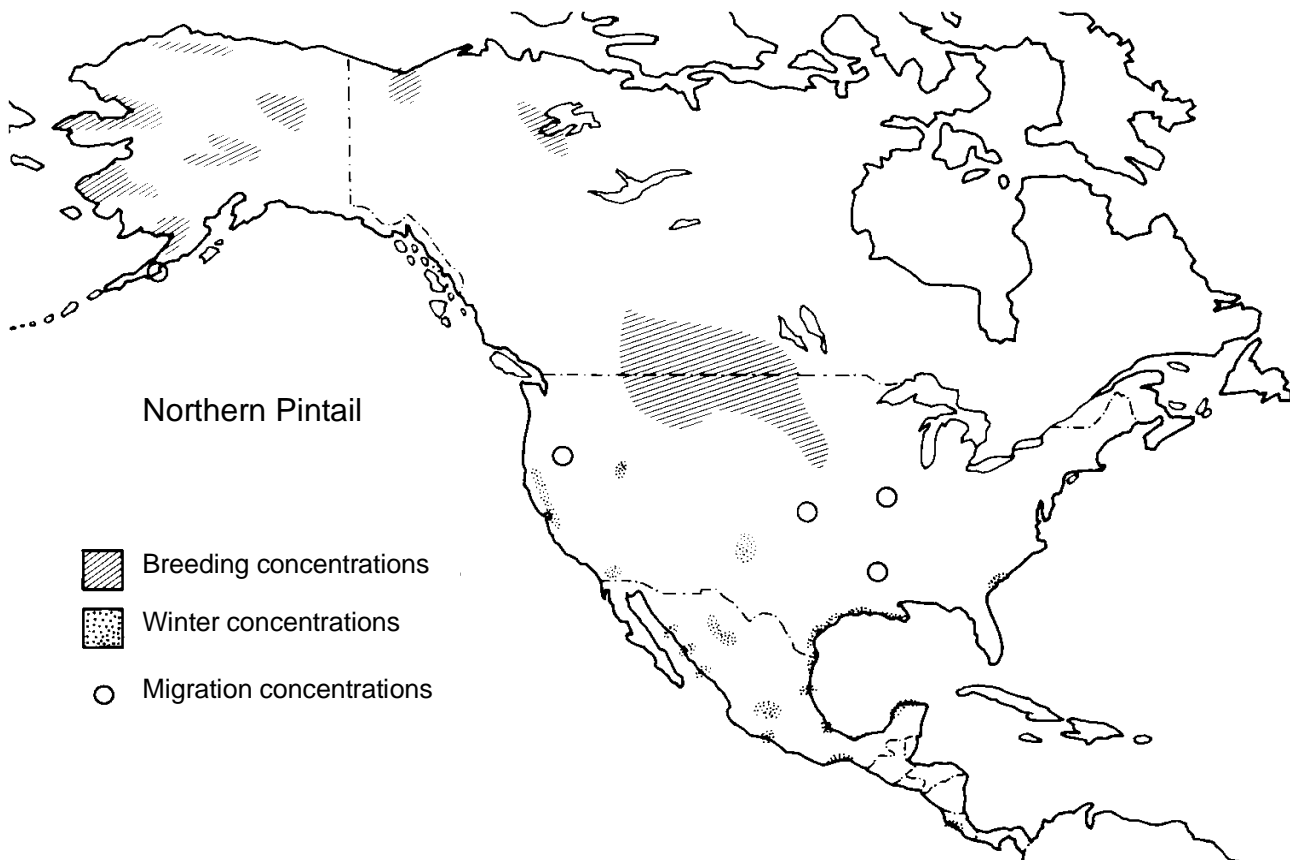 Northern Pintail
Breeding concentrations
Winter concentrations
Migration concentrations